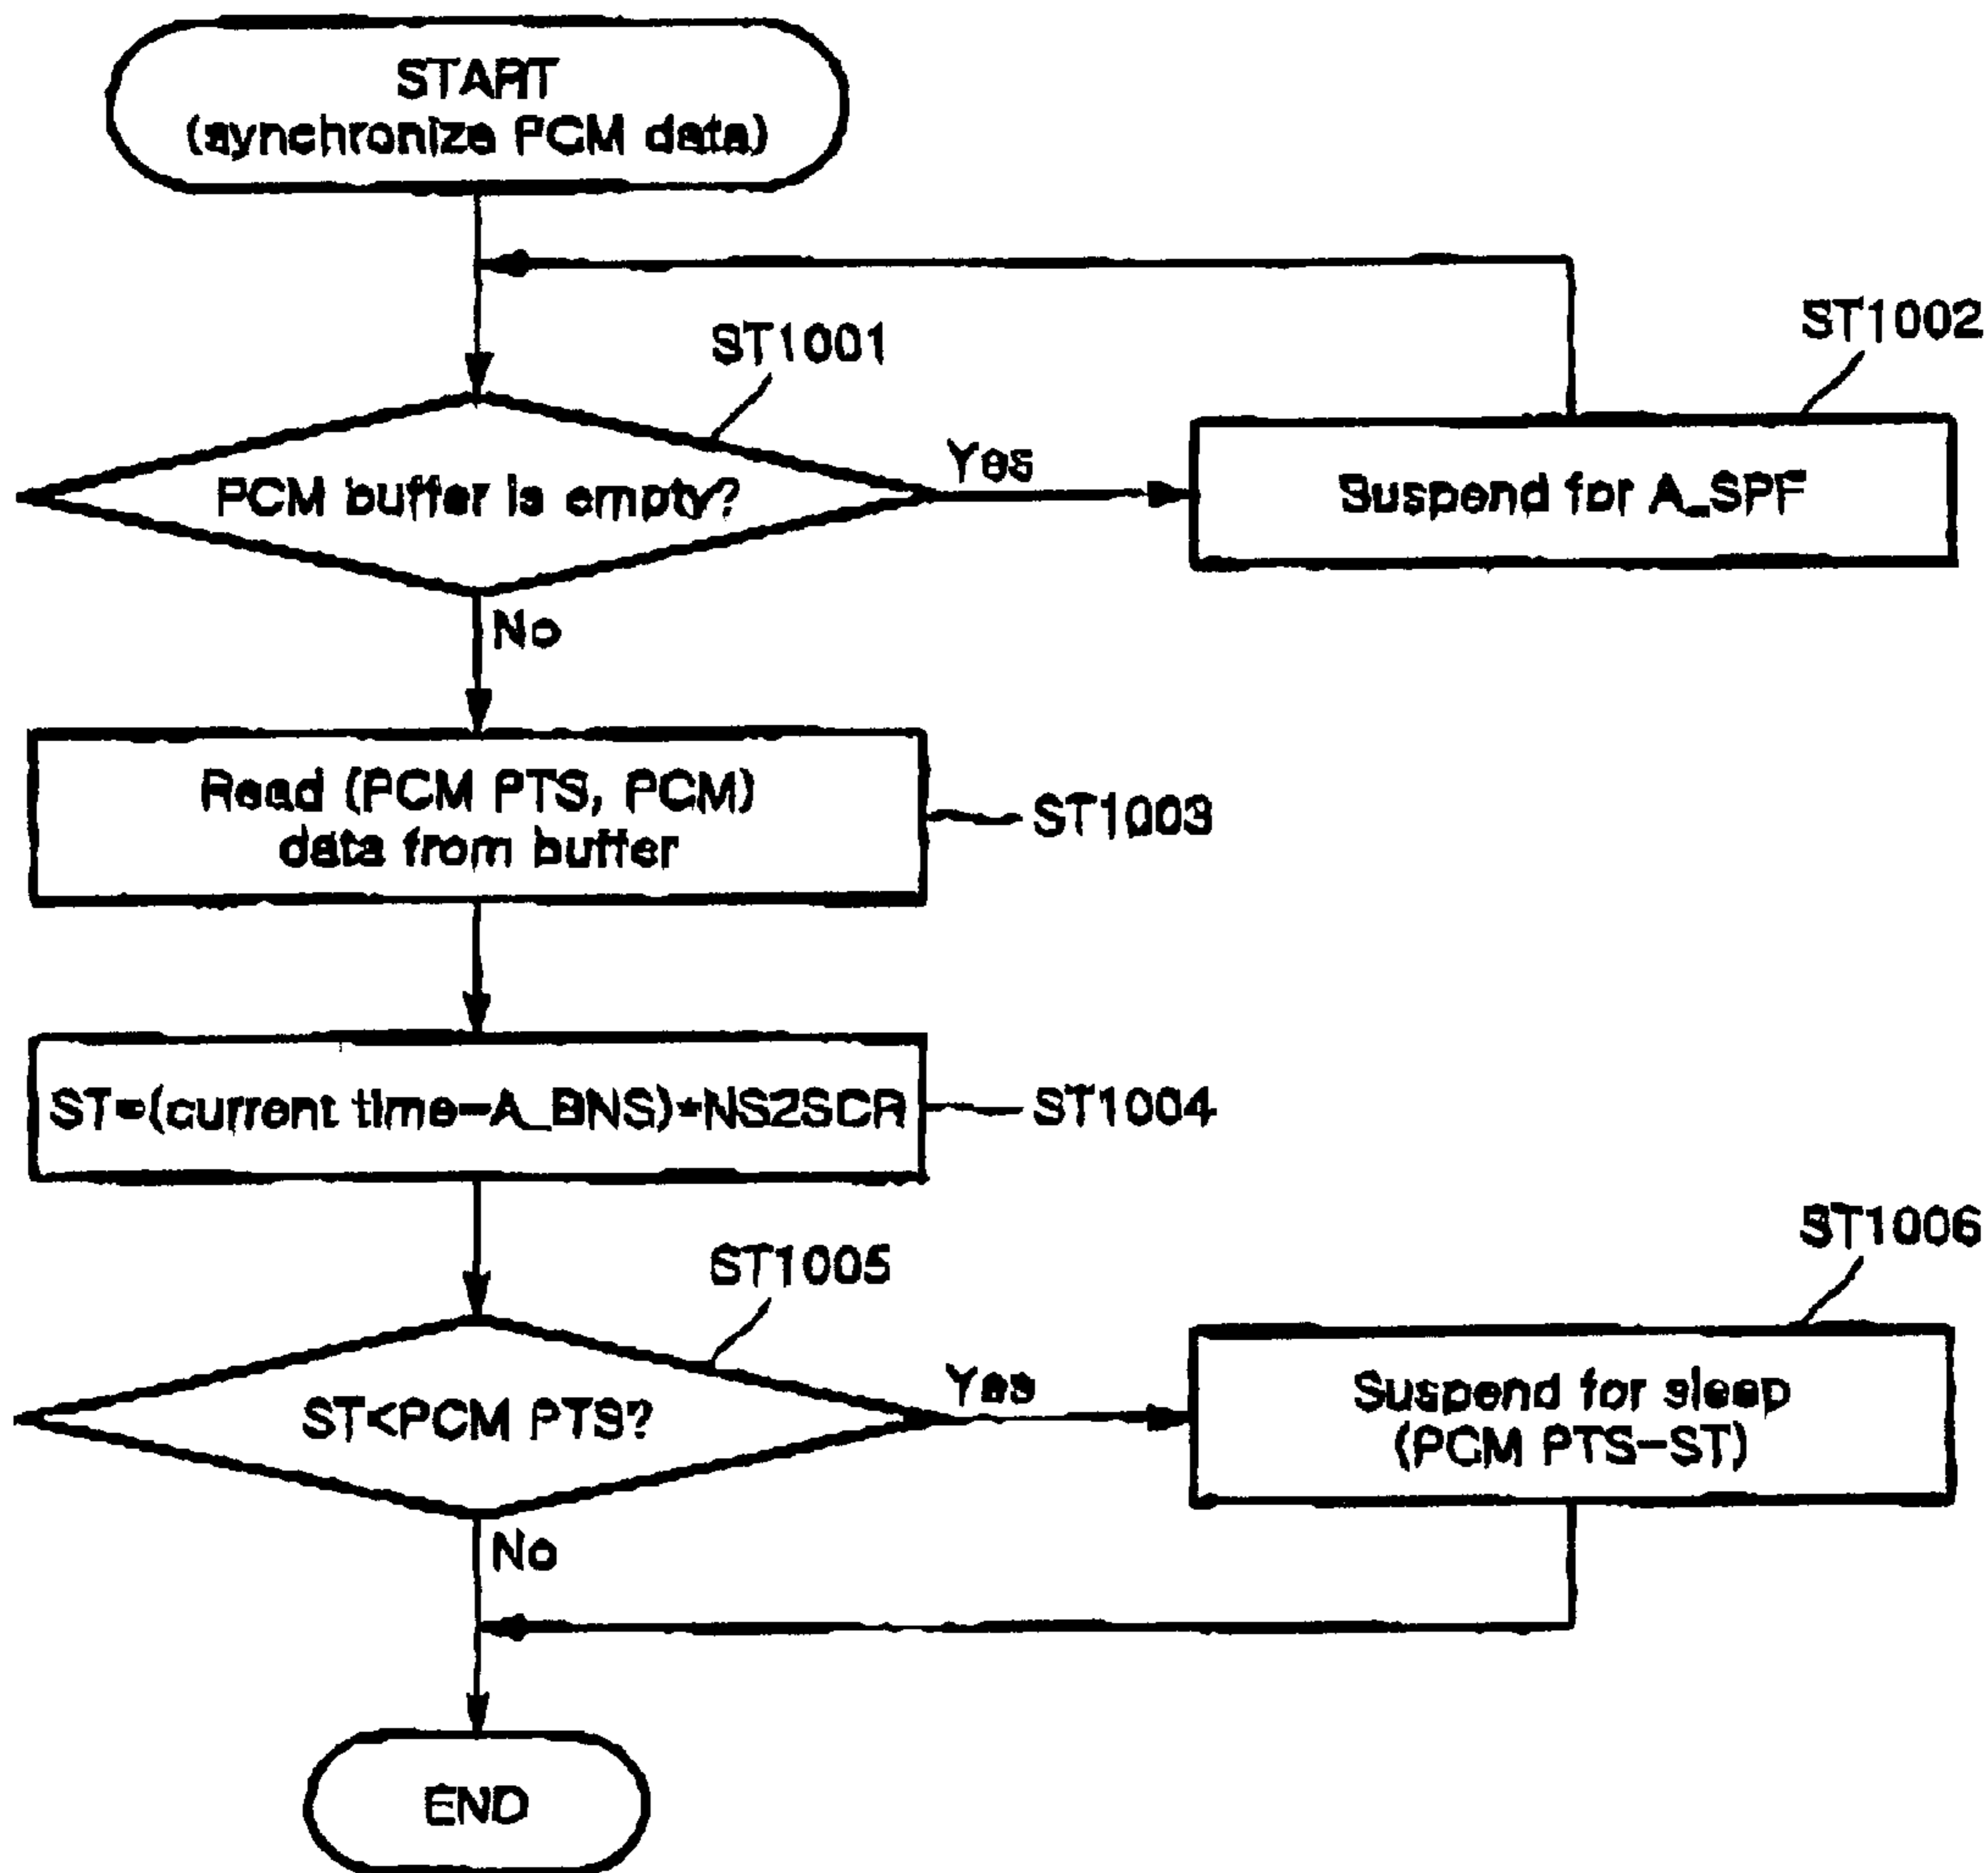 START
(synchronize PCM data)
ST1001
ST1002
PCM buffer is empty?
Yes
Suspend for A_SPF
No
Read (PCM PTS, PCM)
data from buffer
ST1003
ST=(current time-A_BNS)*NS2SCR
ST1004
ST1005
ST1006
ST<PCM PTS?
Yes
Suspend for sleep
(PCM PTS-ST)
No
END